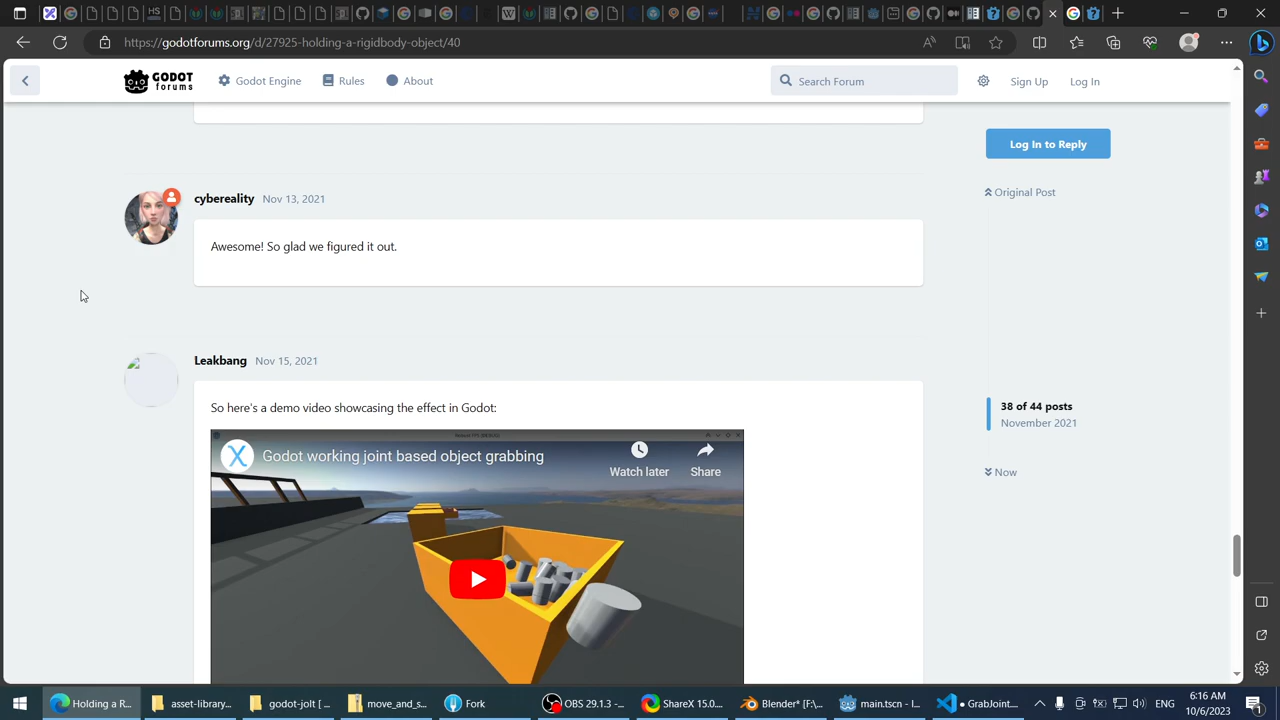 https://godotforums.org/d/27925-holding-a-rigidbody-object/40
GODOT
forums
Godot Engine
Rules
About
Search Forum
Sign Up
Log In
Log In to Reply
Original Post
cybereality Nov 13, 2021
Awesome! So glad we figured it out.
Leakbang Nov 15, 2021
So here's a demo video showcasing the effect in Godot:
38 of 44 posts
November 2021
Now
Godot working joint based object grabbing
Watch later
Share
Holding a R...
asset-library...
godot-jolt [ ...
move_and_s...
Fork
OBS 29.1.3 -...
ShareX 15.0....
Blender* [F:\...
main.tscn - I...
GrabJoint...
ENG
6:16 AM
10/6/2023